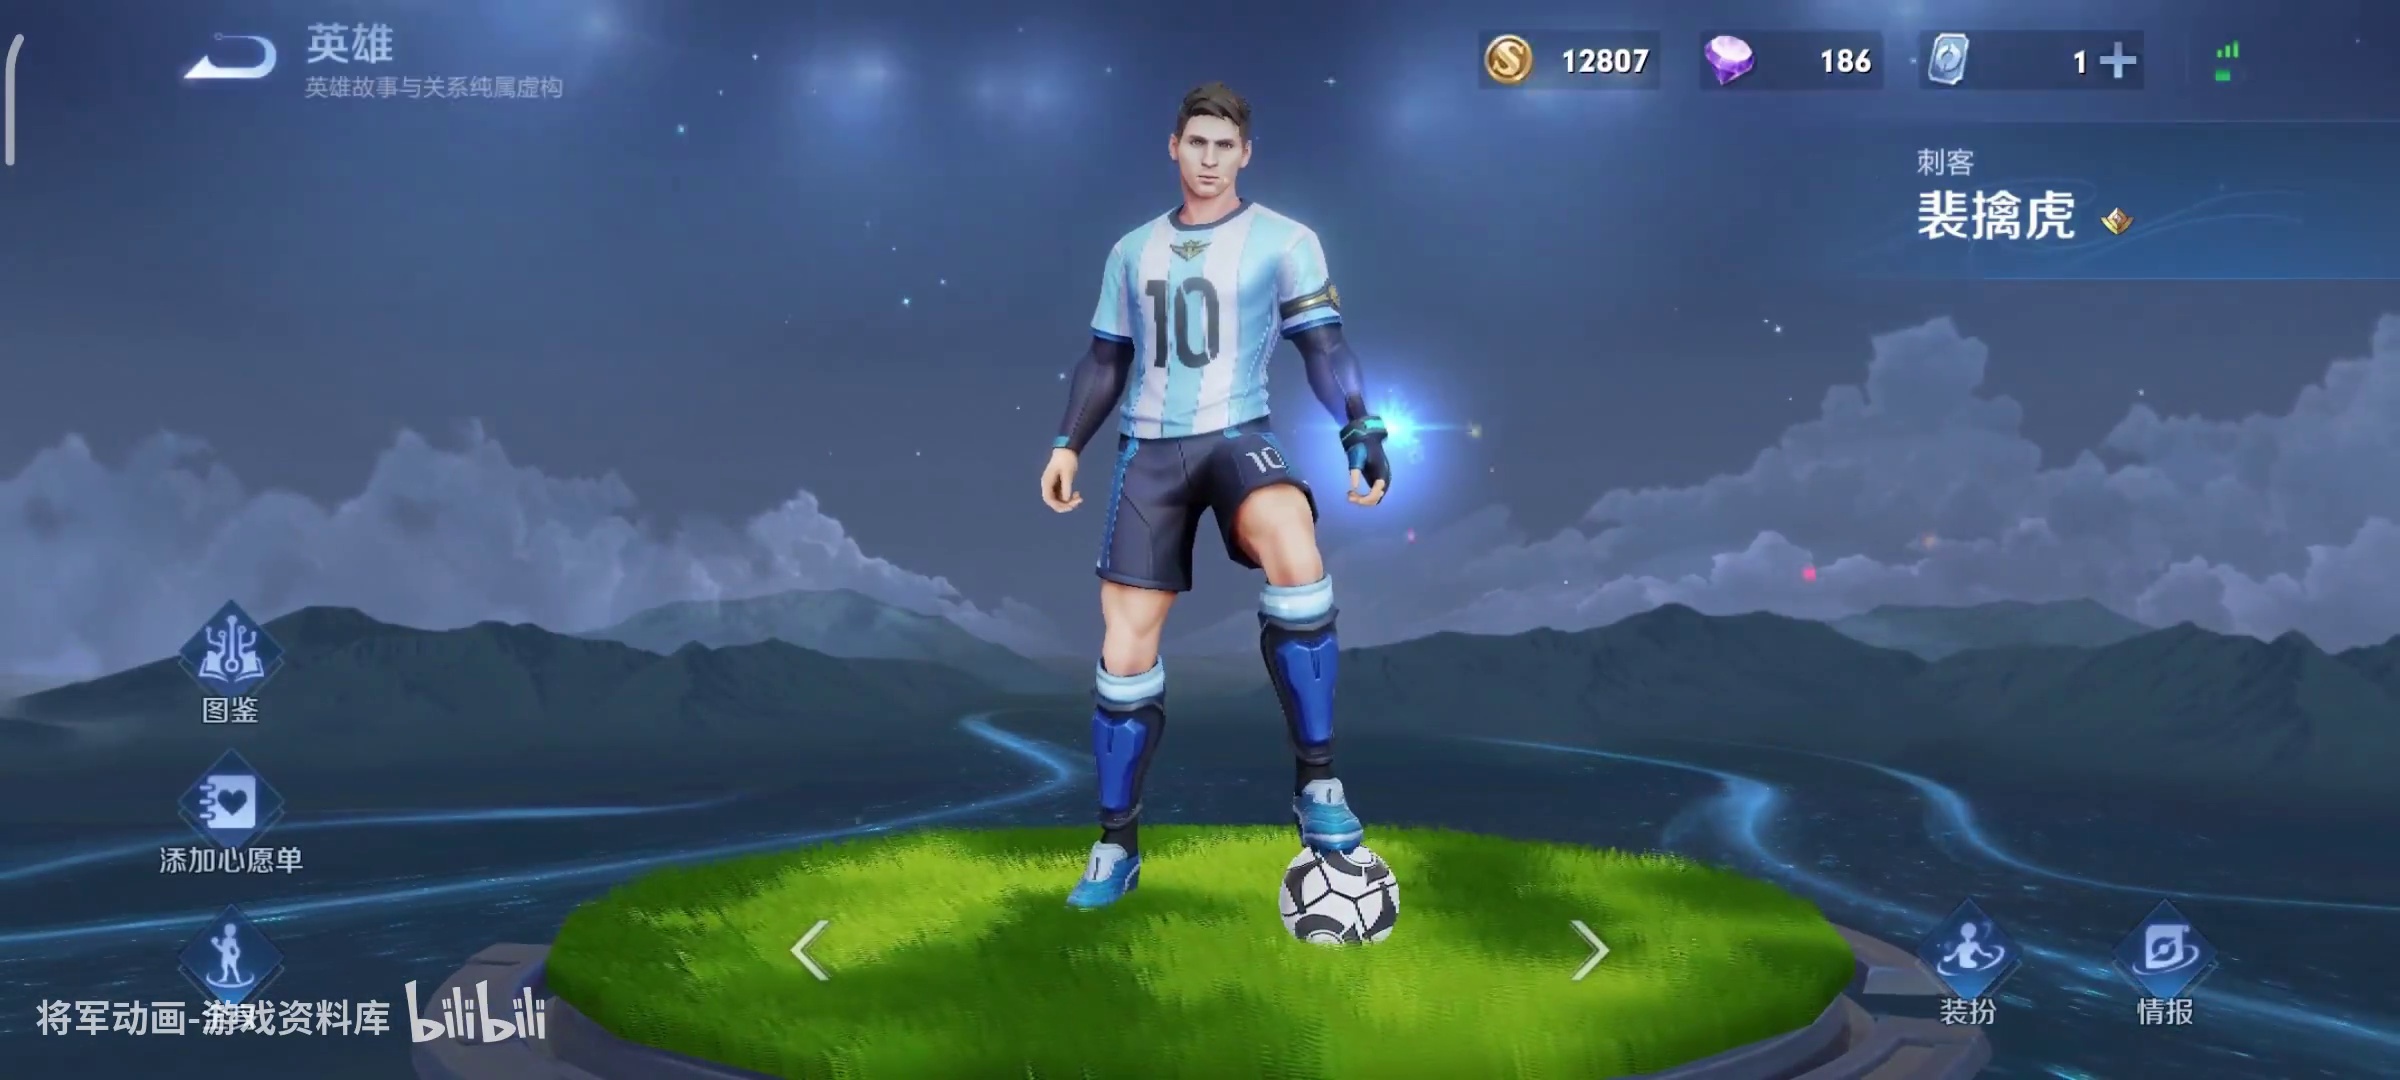 英雄
英雄故事与关系纯属虚构
12807
186
1
刺客
裴擒虎
10
10
图鉴
添加心愿单
装扮
情报
将军动画-游戏资料库 bilibili